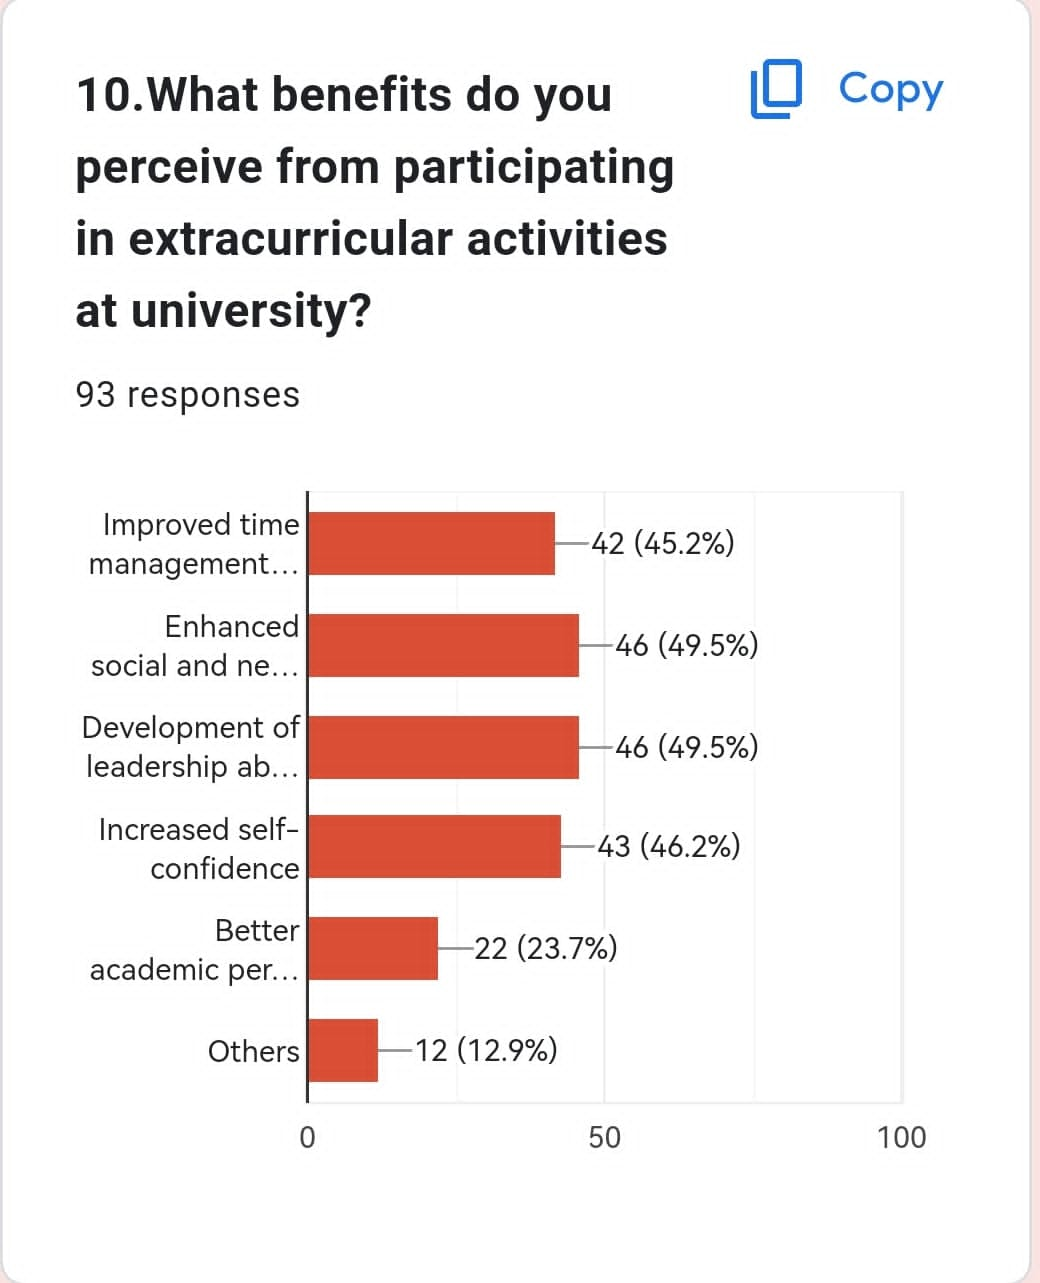 10.What benefits do you
Copy
perceive from participating
in extracurricular activities
at university?
93 responses
Improved time
management...
42 (45.2%)
Enhanced
social and ne...
46 (49.5%)
Development of
leadership ab...
46 (49.5%)
Increased self-
confidence
43 (46.2%)
Better
academic per...
22 (23.7%)
Others
12 (12.9%)
0
50
100